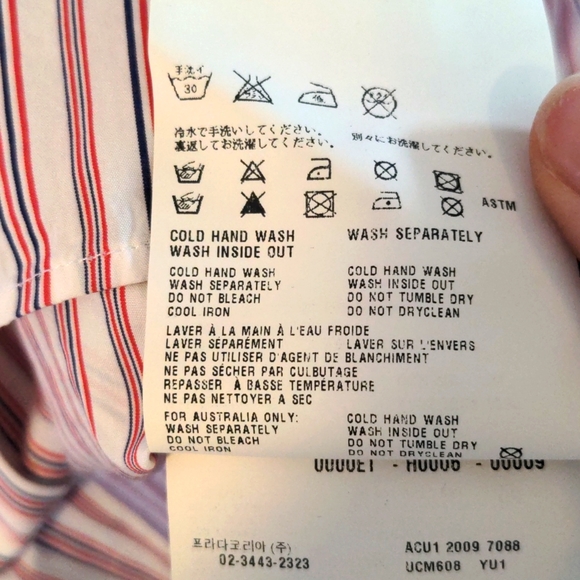 手洗イ
30
冷水で手洗いしてください。 別々にお洗濯してください。
裏返してお洗濯してください。
ASTM
COLD HAND WASH WASH SEPARATELY
WASH INSIDE OUT
COLD HAND WASH COLD HAND WASH
WASH SEPARATELY WASH INSIDE OUT
DO NOT BLEACH DO NOT TUMBLE DRY
COOL IRON DO NOT DRYCLEAN
LAVER À LA MAIN À L'EAU FROIDE
LAVER SÉPARÉMENT LAVER SUR L'ENVERS
NE PAS UTILISER D'AGENT DE BLANCHIMENT
NE PAS SÉCHER PAR CULBUTAGE
REPASSER À BASSE TEMPÉRATURE
NE PAS NETTOYER A SEC
FOR AUSTRALIA ONLY: COLD HAND WASH
WASH SEPARATELY WASH INSIDE OUT
DO NOT BLEACH DO NOT TUMBLE DRY
COOL IRON DO NOT DRYCLEAN
프라다코리아 (주) ACU1 2009 7088
02-3443-2323 UCM608 YU1